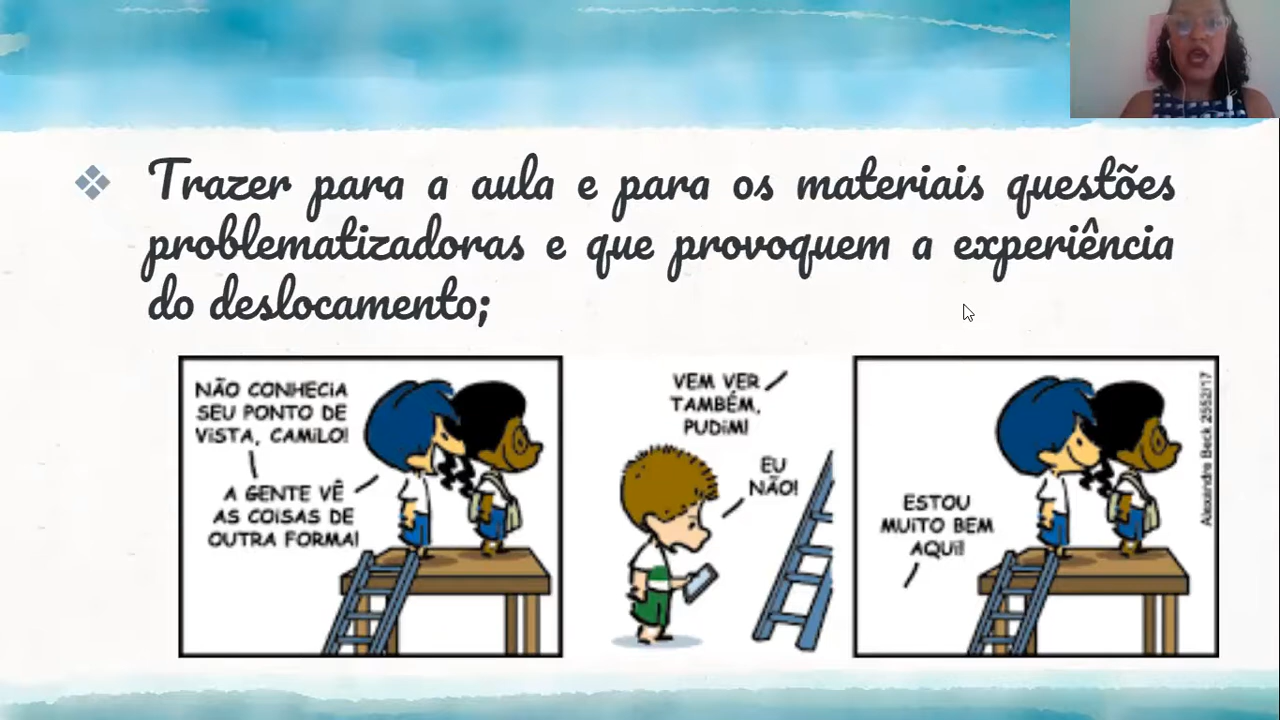 Trazer para a aula e para os materiais questões
problematizadoras e que provoquem a experiência
do deslocamento;
NÃO CONHECIA
SEU PONTO DE
VISTA, CAMILO!
A GENTE VÊ
AS COISAS DE
OUTRA FORMA!
VEM VER
TAMBÉM,
PUDIM!
EU
NÃO!
ESTOU
MUITO BEM
AQUI!
Alexandre Beck 2552/17